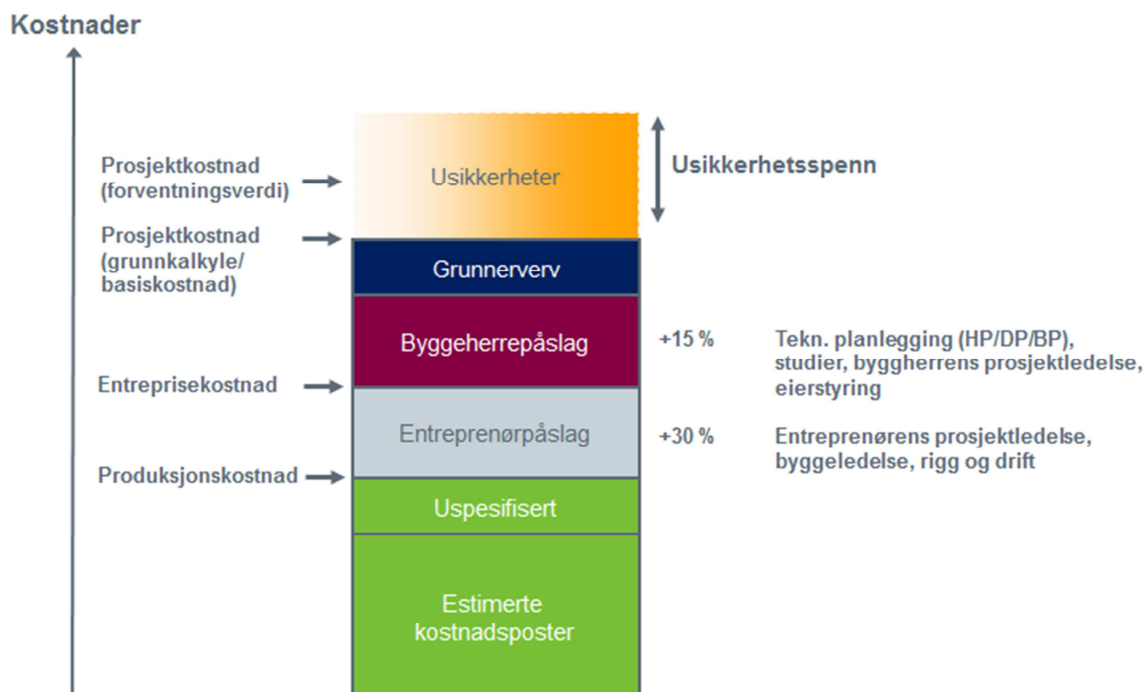 Kostnader
Prosjektkostnad
(forventningsverdi)
Usikkerheter
Usikkerhetsspenn
Prosjektkostnad
(grunnkalkyle/
basiskostnad)
Grunnerverv
Byggeherrepåslag
+15 %
Tekn. planlegging (HP/DP/BP),
studier, byggherrens prosjektledelse,
eierstyring
Entreprisekostnad
Entreprenørpåslag
+30 %
Entreprenørens prosjektledelse,
byggeledelse, rigg og drift
Produksjonskostnad
Uspesifisert
Estimerte
kostnadsposter